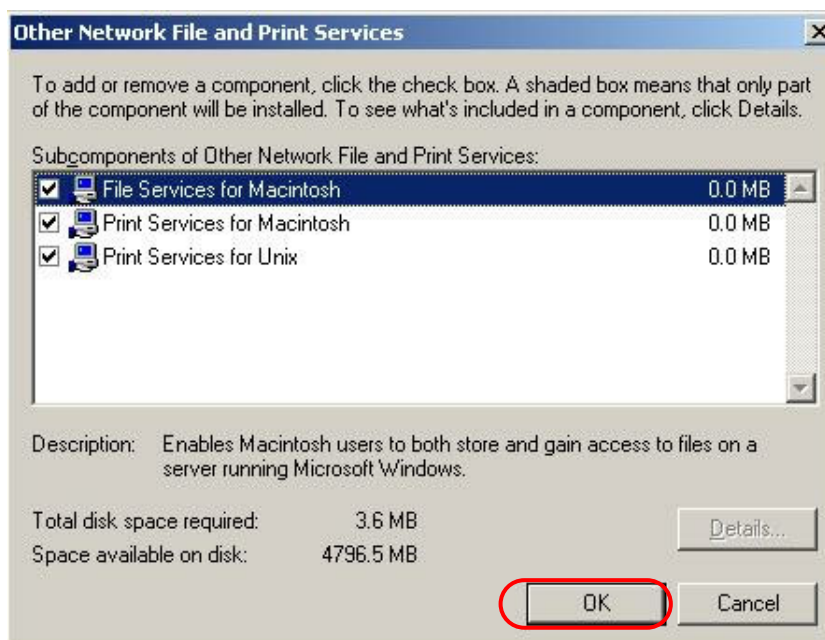 Other Network File and Print Services
To add or remove a component, click the check box. A shaded box means that only part
of the component will be installed. To see what's included in a component, click Details.
Subcomponents of Other Network File and Print Services:
File Services for Macintosh 0.0 MB
Print Services for Macintosh 0.0 MB
Print Services for Unix 0.0 MB
Description: Enables Macintosh users to both store and gain access to files on a
server running Microsoft Windows.
Total disk space required: 3.6 MB
Space available on disk: 4796.5 MB
Details...
OK Cancel